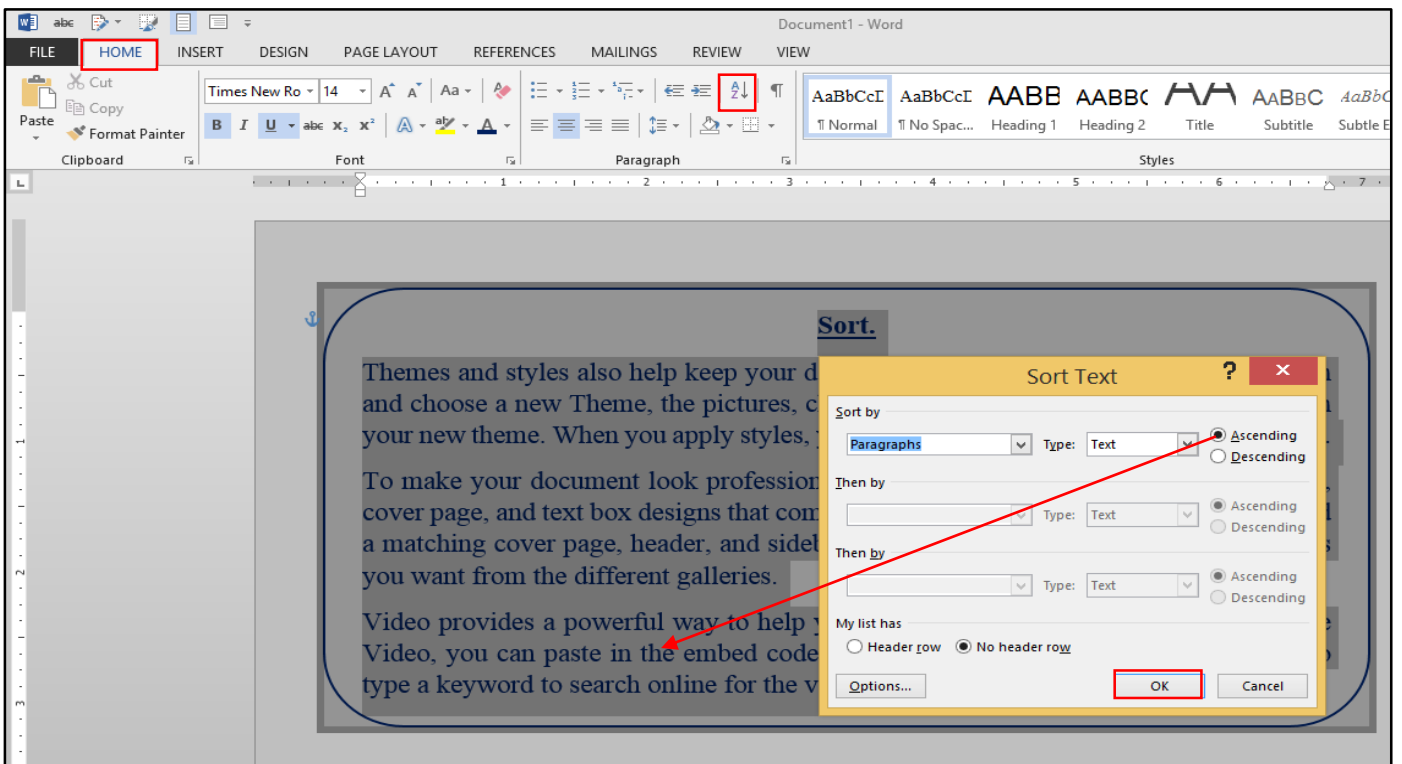 Document1 - Word
FILE HOME INSERT DESIGN PAGE LAYOUT REFERENCES MAILINGS REVIEW VIEW
Cut
Copy
Format Painter
Paste
Clipboard
Times New Ro 14
Font
Paragraph
AaBbCcI AaBbCcI AABB AABBC AABBC AaBbC
¶ Normal ¶ No Spac... Heading 1 Heading 2 Title Subtitle Subtle E
Styles
1 2 3 4 5 6 7
Sort.
Themes and styles also help keep your d
and choose a new Theme, the pictures, c
your new theme. When you apply styles,
To make your document look profession
cover page, and text box designs that com
a matching cover page, header, and sideb
you want from the different galleries.
Video provides a powerful way to help
Video, you can paste in the embed code
type a keyword to search online for the v
Sort Text
Sort by
Paragraphs Type: Text Ascending
Descending
Then by
Type: Text Ascending
Descending
Then by
Type: Text Ascending
Descending
My list has
Header row No header row
Options... OK Cancel